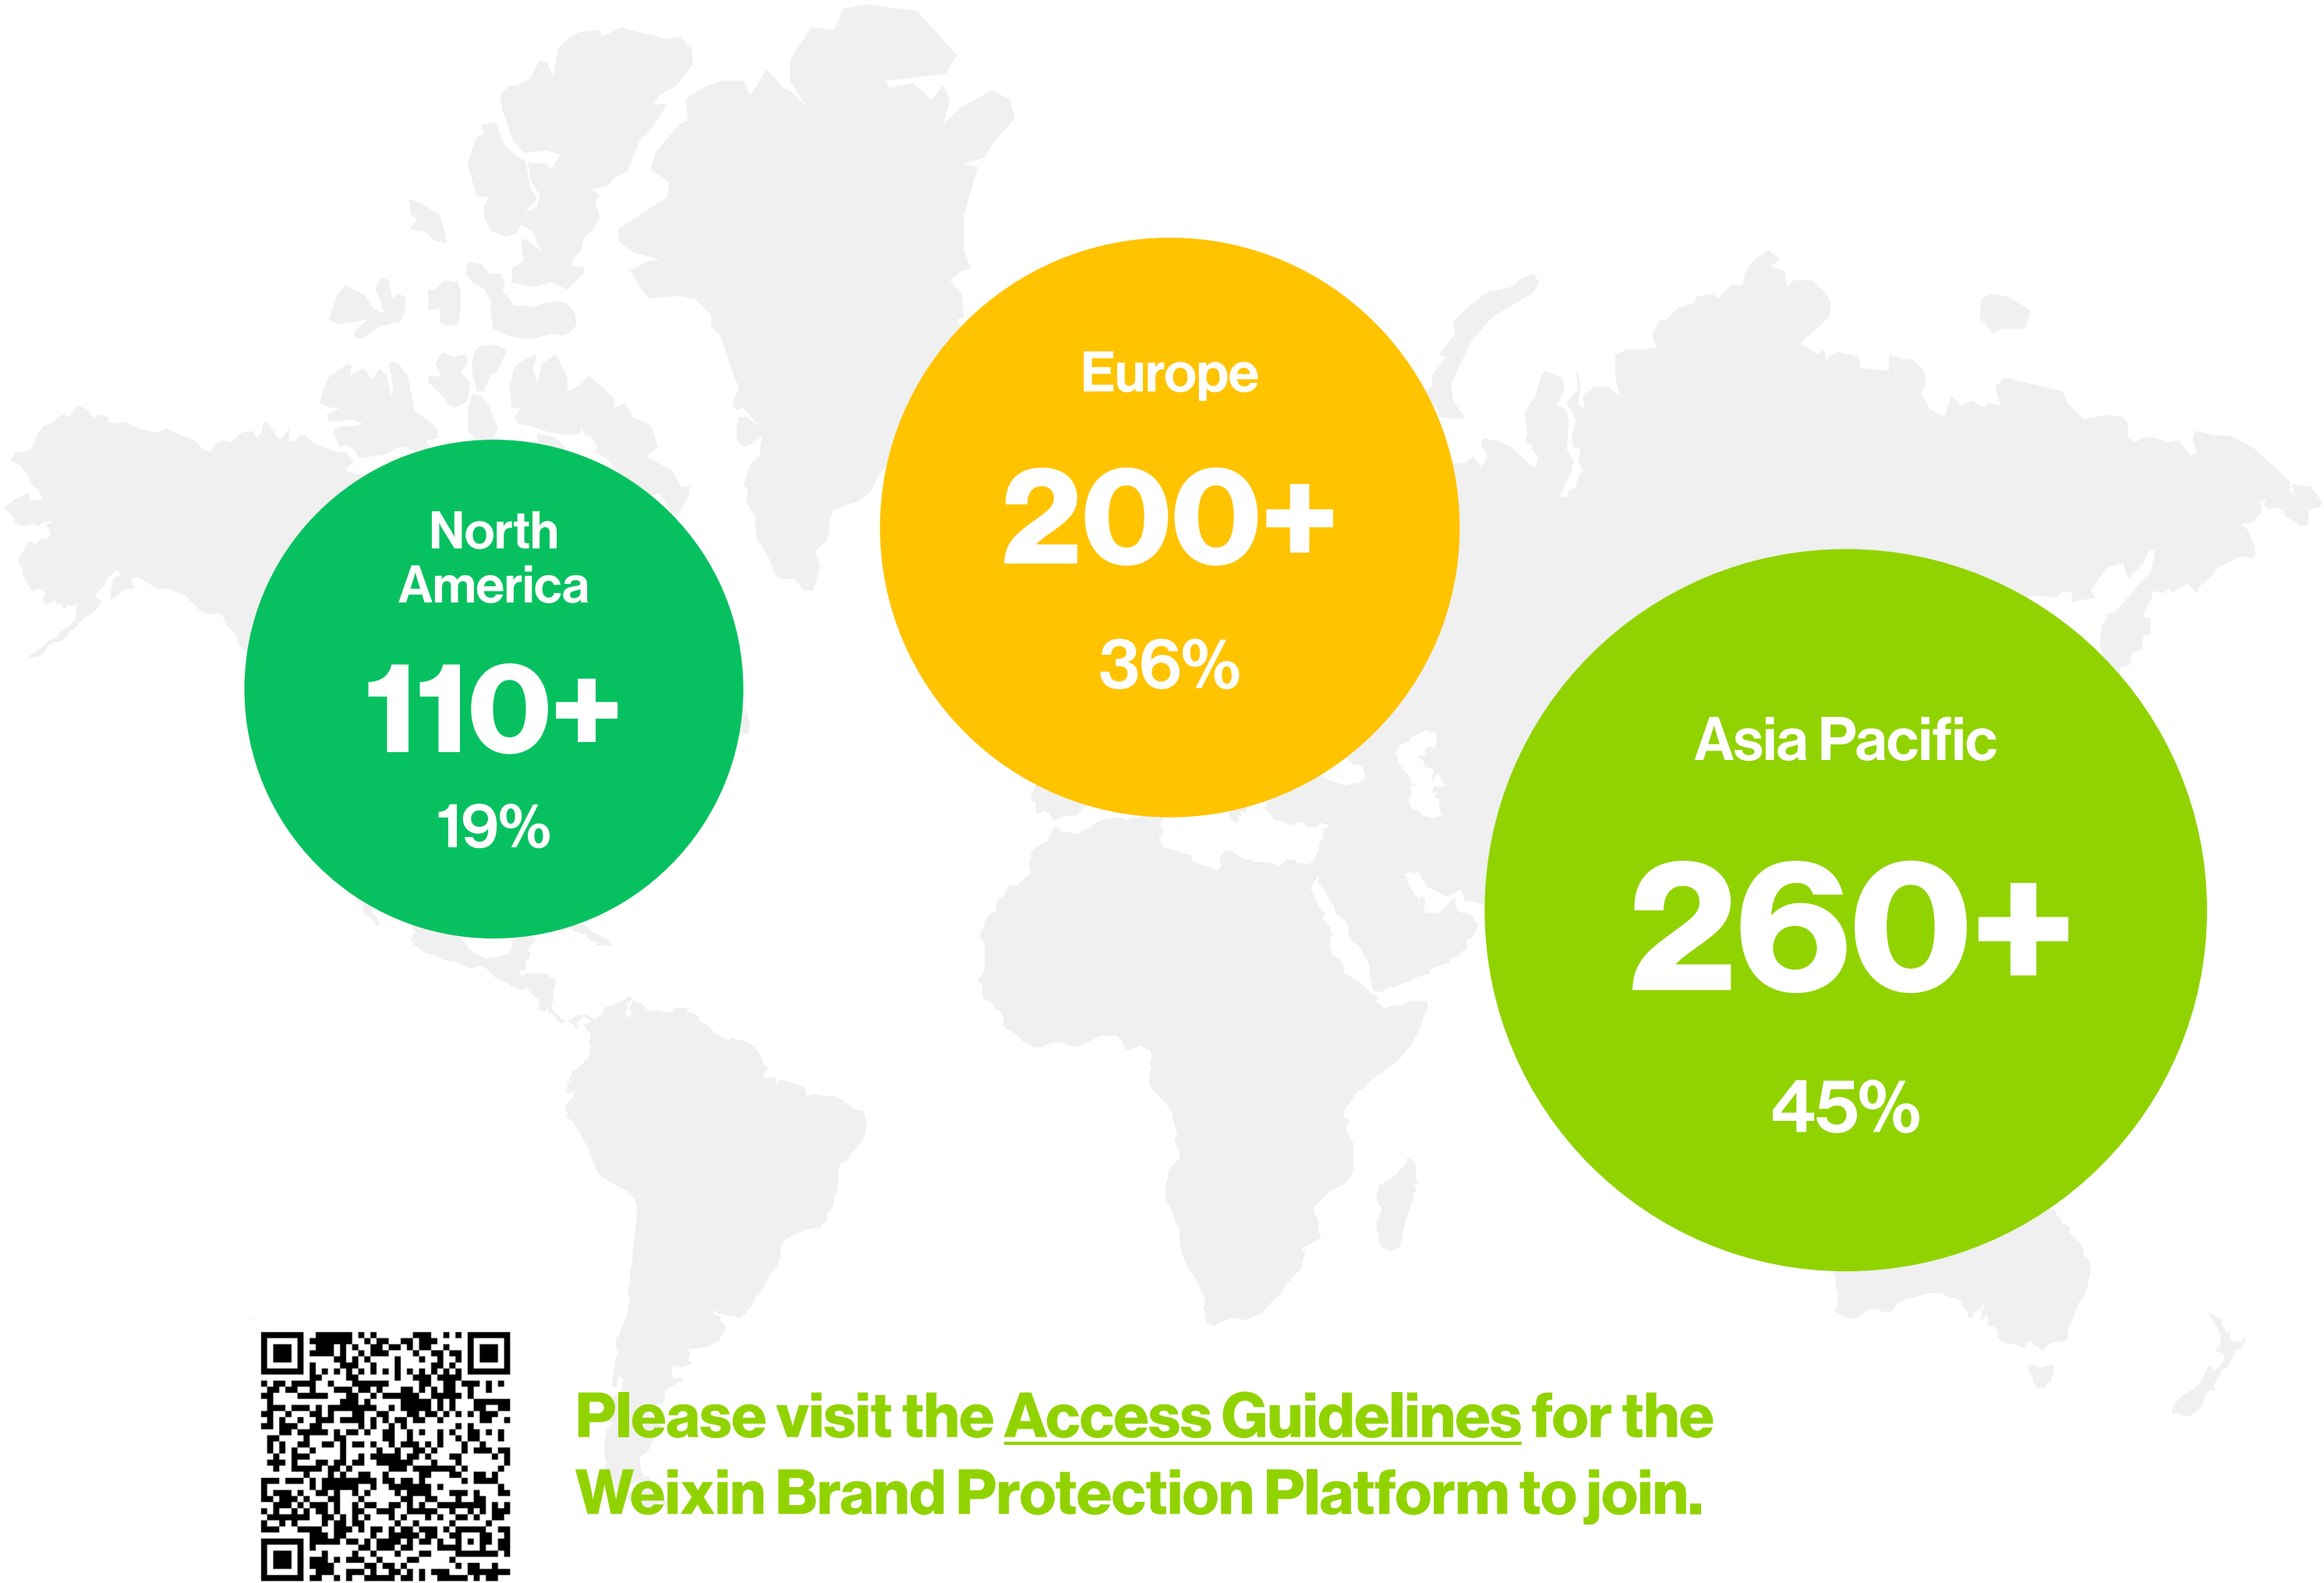 North
America
110+
19%
Europe
200+
36%
Asia Pacific
260+
45%
Please visit the Access Guidelines for the
Weixin Brand Protection Platform to join.